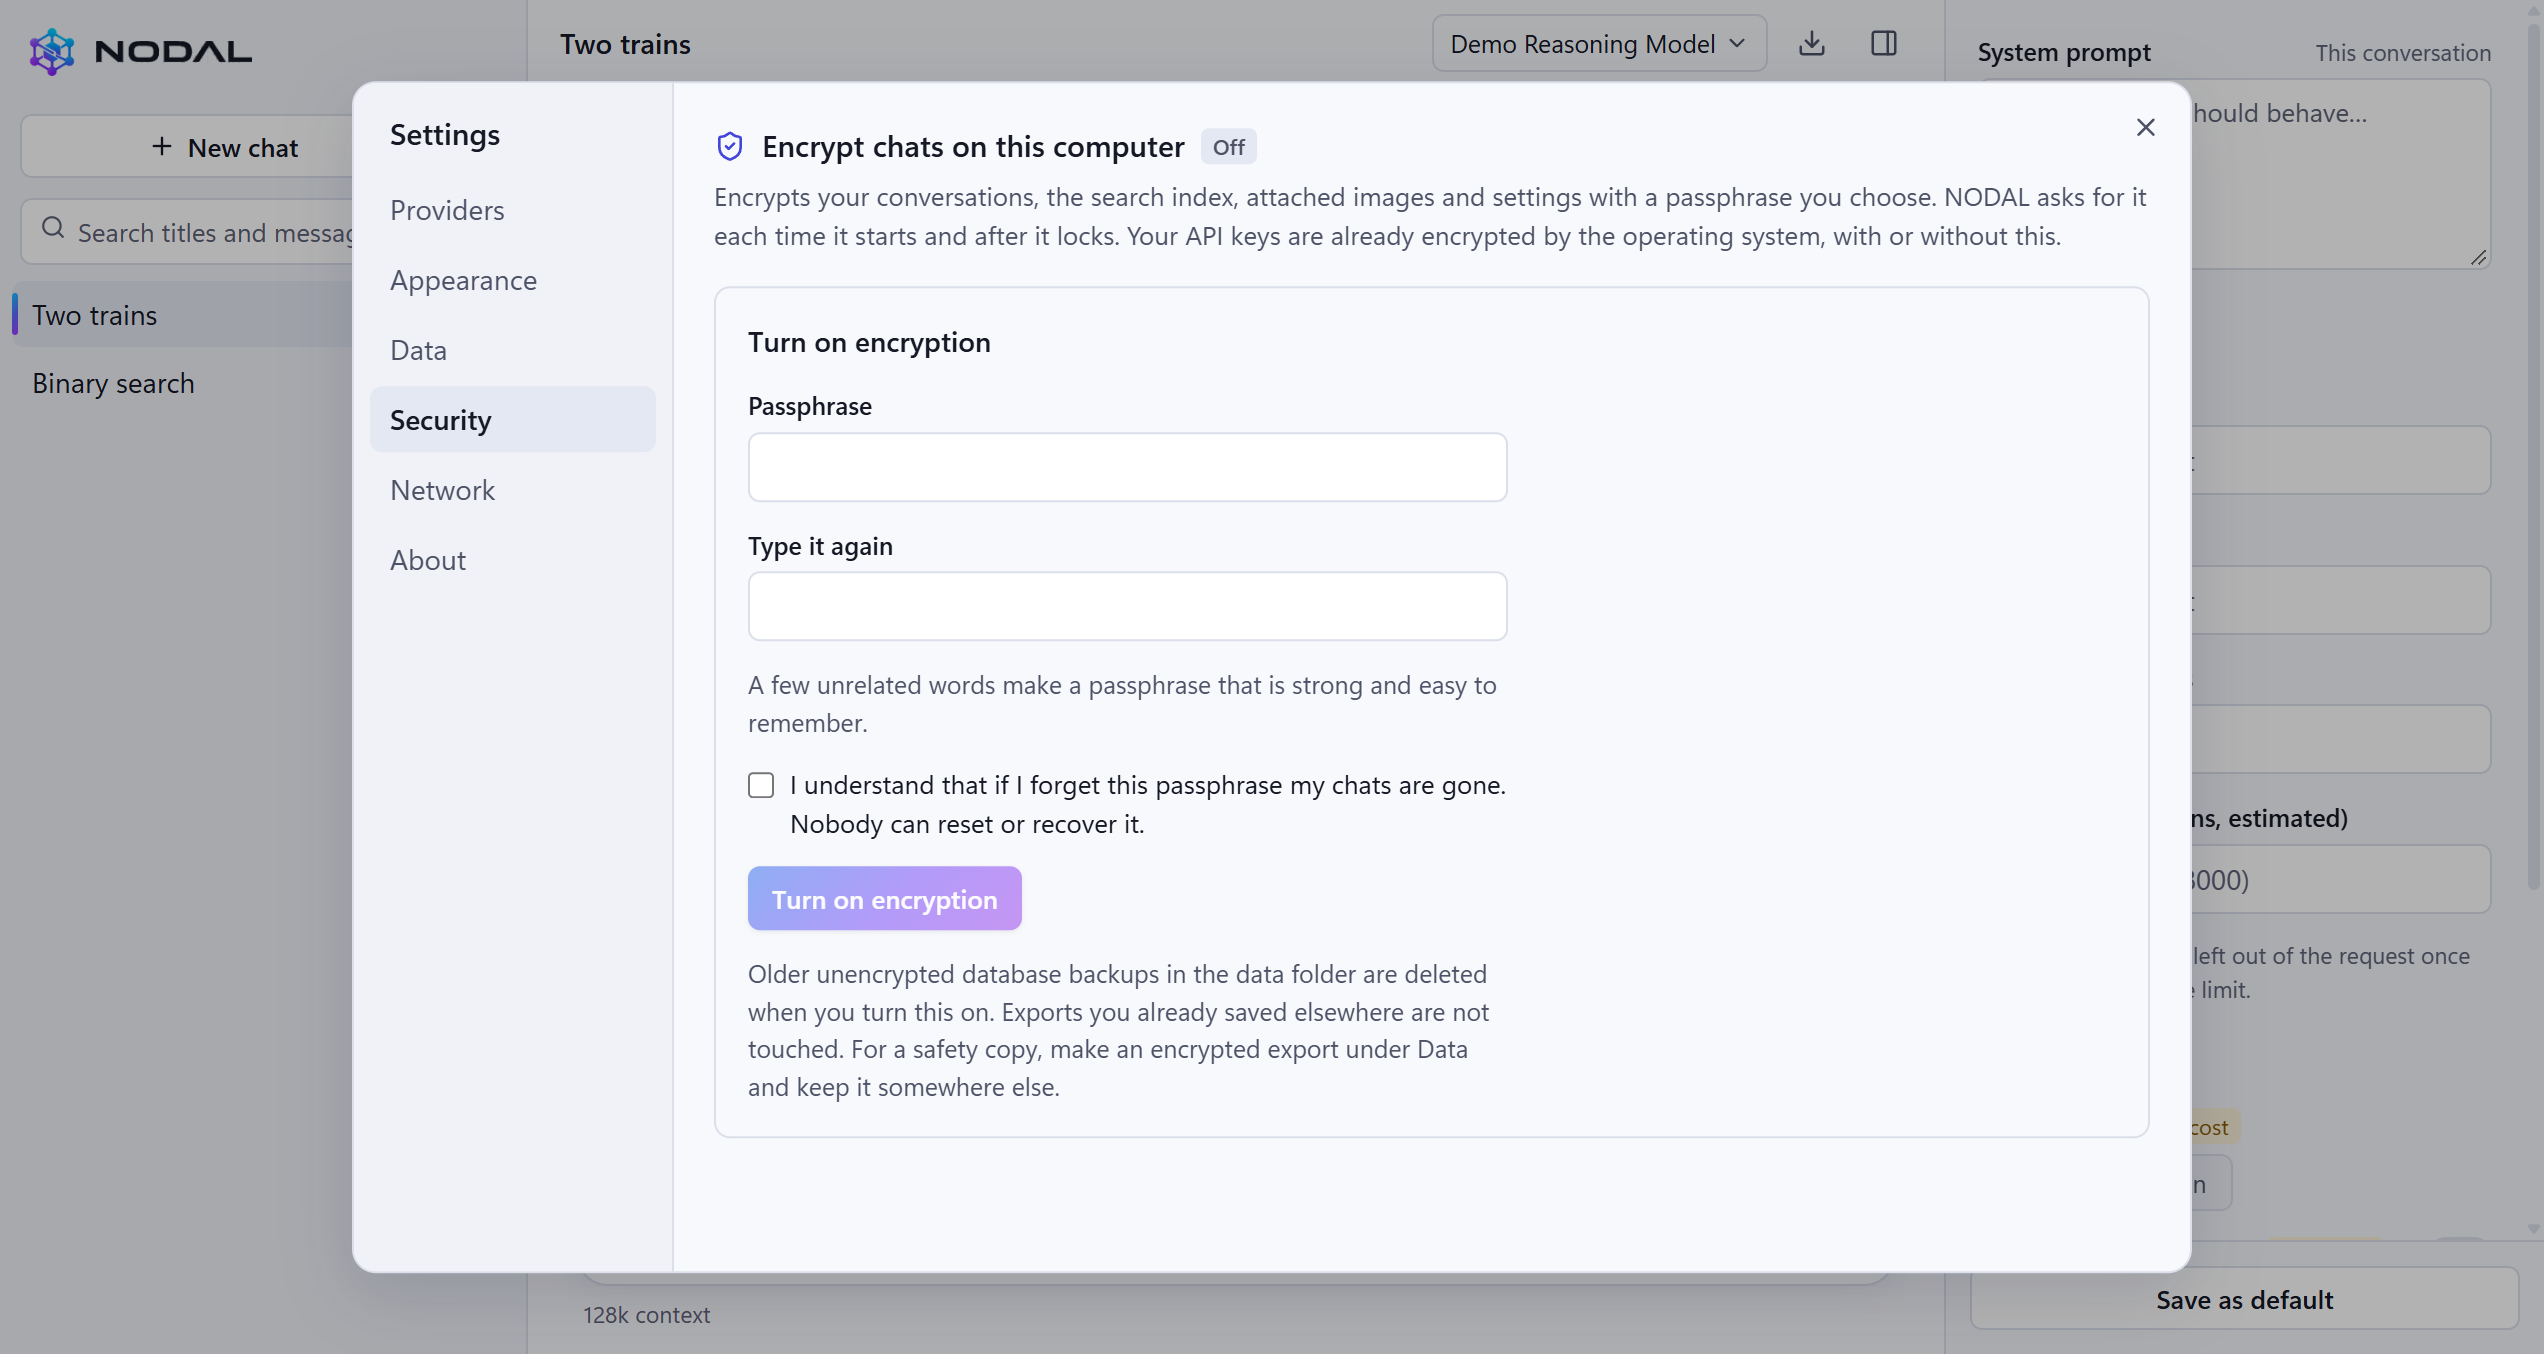 NODAL
New chat
Search titles and messag
Two trains
Binary search
Two trains
Demo Reasoning Model
System prompt
This conversation
hould behave...
Settings
Providers
Appearance
Data
Security
Network
About
Encrypt chats on this computer
Off
Encrypts your conversations, the search index, attached images and settings with a passphrase you choose. NODAL asks for it
each time it starts and after it locks. Your API keys are already encrypted by the operating system, with or without this.
Turn on encryption
Passphrase
Type it again
A few unrelated words make a passphrase that is strong and easy to
remember.
I understand that if I forget this passphrase my chats are gone.
Nobody can reset or recover it.
Turn on encryption
Older unencrypted database backups in the data folder are deleted
when you turn this on. Exports you already saved elsewhere are not
touched. For a safety copy, make an encrypted export under Data
and keep it somewhere else.
ns, estimated)
000)
left out of the request once
limit.
cost
n
128k context
Save as default